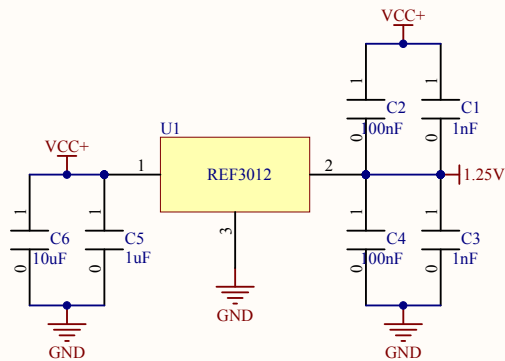 VCC+
1
1
C2
C1
0
100nF
0
1nF
U1
VCC+
1
REF3012
2
1.25V
3
1
1
C6
C5
0
10uF
0
1uF
1
1
C4
C3
0
100nF
0
1nF
GND
GND
GND